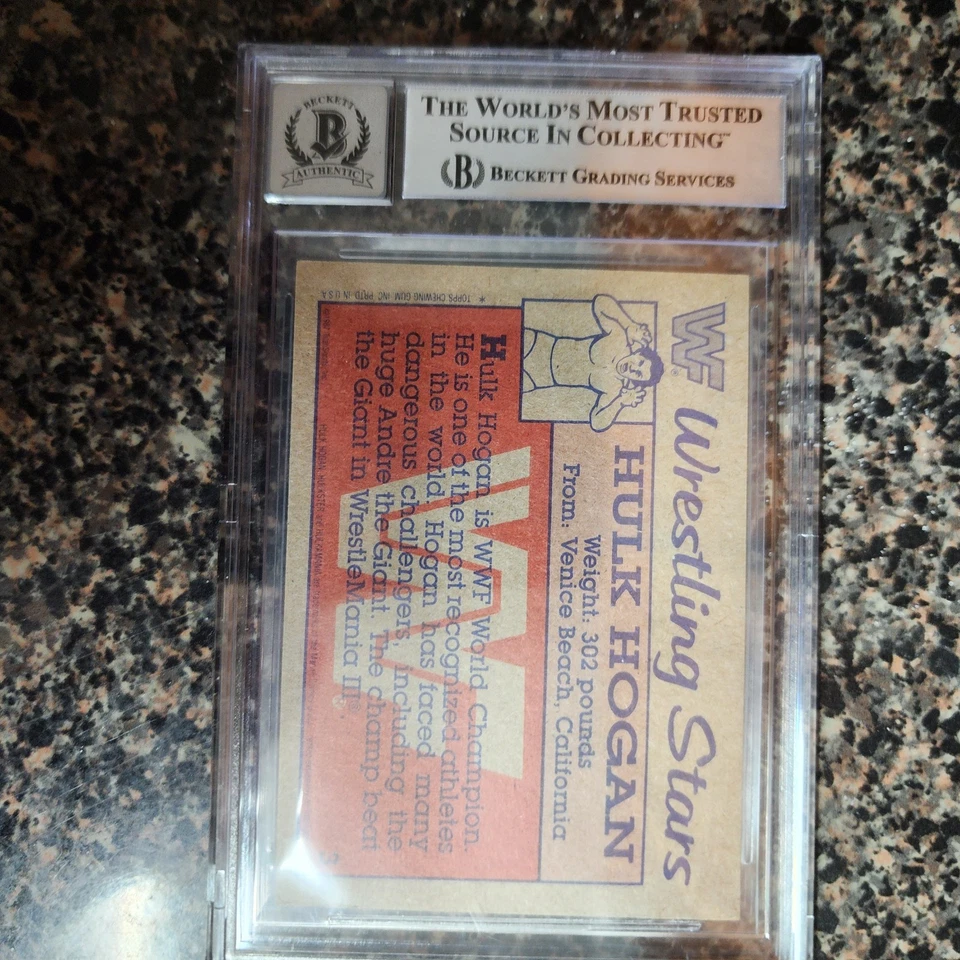 BECKETT
B
AUTHENTIC
THE WORLD'S MOST TRUSTED
SOURCE IN COLLECTING™
B BECKETT GRADING SERVICES
WF Wrestling Stars
HULK HOGAN
Weight: 302 pounds
From: Venice Beach, California
Hulk Hogan is WWF World Champion.
He is one of the most recognized athletes
in the world. Hogan has faced many
dangerous challengers, including the
huge Andre the Giant. The champ beat
the Giant in WrestleMania III®.
* TOPPS CHEWING GUM, INC. PRTD. IN U.S.A.